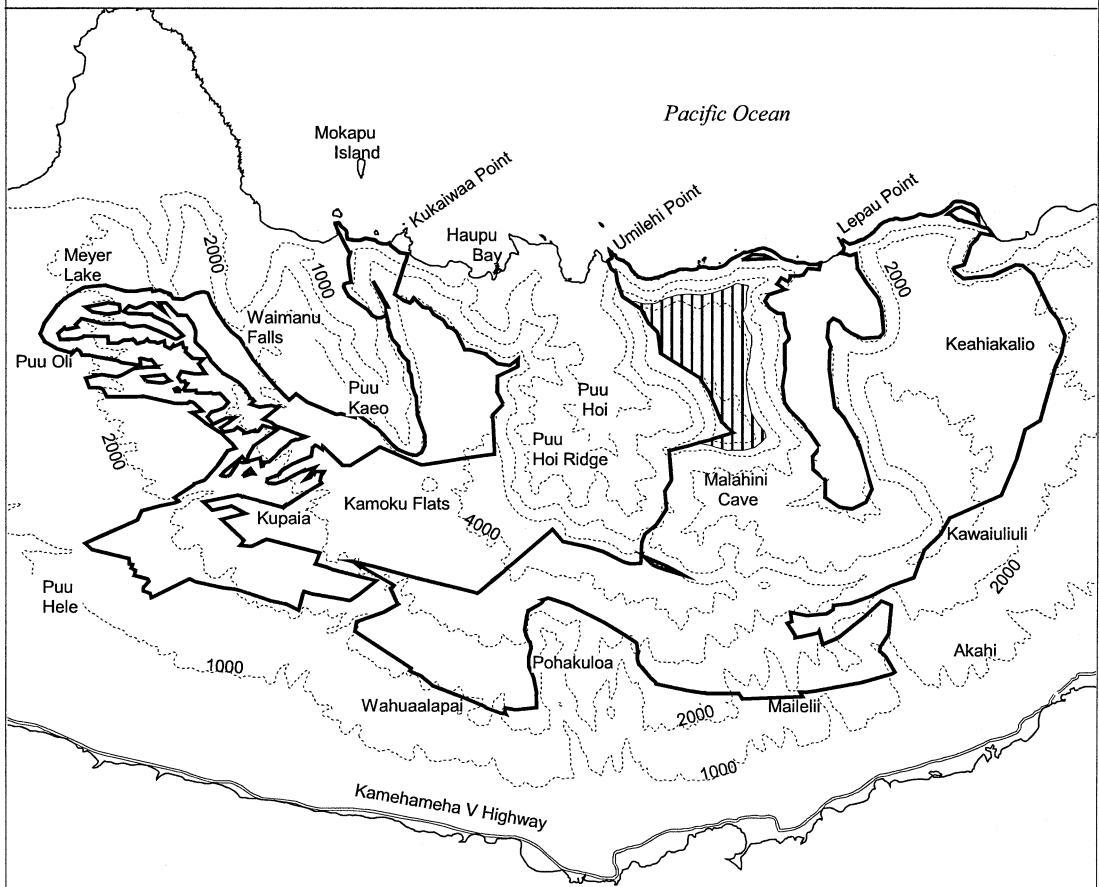 Pacific Ocean
Mokapu
Island
Kukaiwaa Point
Umilehi Point
Lepau Point
Haupu
Bay
Meyer
Lake
2000
1000
2000
Waimanu
Falls
Puu Oli
Keahiakalio
Puu
Kaeo
Puu
Hoi
Puu
Hoi Ridge
2000
Malahini
Cave
Kamoku Flats
Kupaia
4000
Kawaiuliuli
2000
Puu
Hele
Akahi
1000
Pohakuloa
Wahuaalapai
Mailelii
2000
1000
Kamehameha V Highway